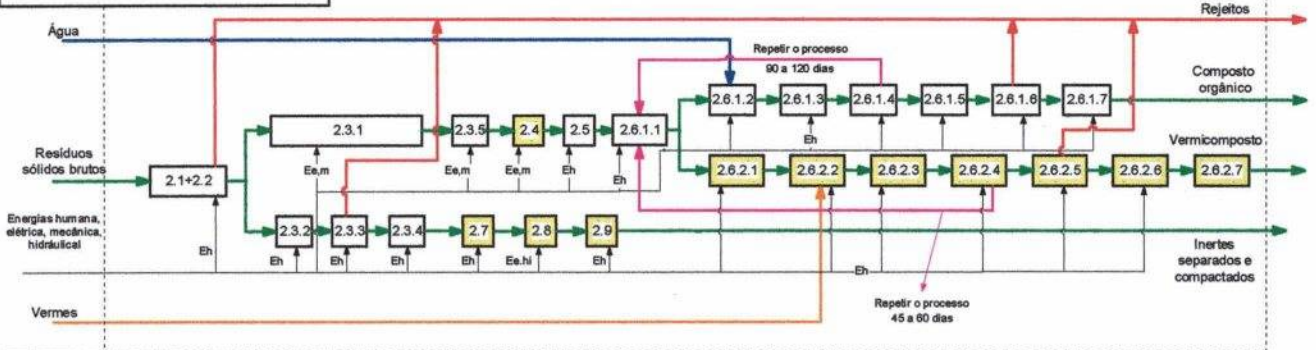 Rejeitos
Água
Repetir o processo
90 a 120 dias
Composto
orgânico
2.6.1.2
2.6.1.3
2.6.1.4
2.6.1.5
2.6.1.6
2.6.1.7
2.3.1
2.3.5
2.4
2.5
2.6.1.1
Eh
Vermicomposto
Resíduos
sólidos brutos
2.1+2.2
Ee,m
Ee,m
Ee,m
Eh
Eh
2.6.2.1
2.6.2.2
2.6.2.3
2.6.2.4
2.6.2.5
2.6.2.6
2.6.2.7
Energias humana,
elétrica, mecânica,
hidráulical
2.3.2
2.3.3
2.3.4
2.7
2.8
2.9
Eh
Eh
Eh
Eh
Eh
Ee.hi
Eh
Eh
Inertes
separados e
compactados
Repetir o processo
45 a 60 dias
Vermes